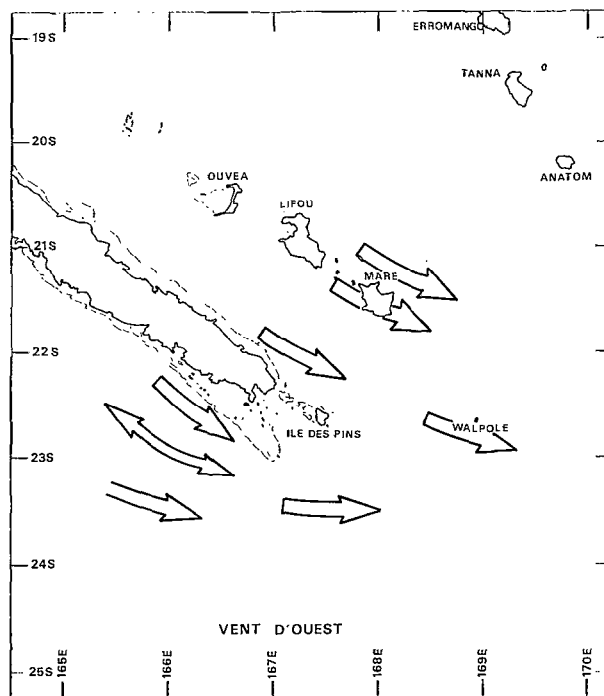 19S
ERROMANGO
TANNA
20S
ANATOM
OUVEA
LIFOU
21S
MARE
22S
ILE DES PINS
WALPOLE
23S
24S
VENT D'OUEST
26S
165E
166E
167E
168E
169E
170E